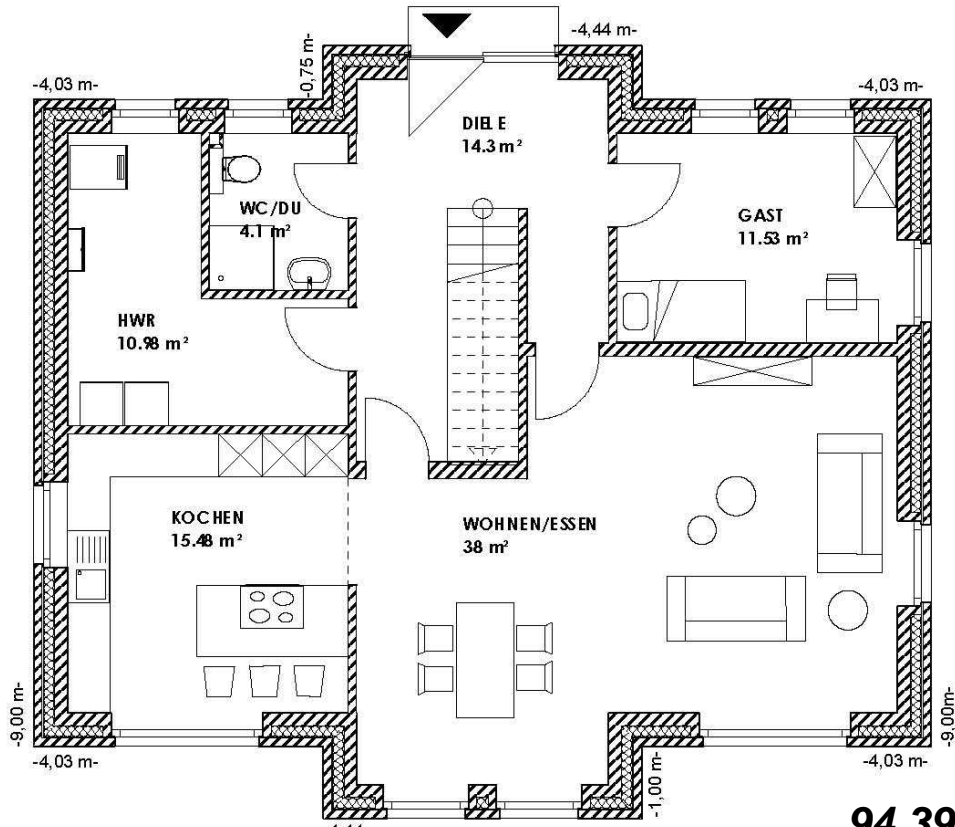 -4,44 m-
-0,75 m-
-4,03 m-
-4,03 m-
DIELE
14.3 m²
WC/DU
4.1 m²
GAST
11.53 m²
HWR
10.98 m²
KOCHEN
15.48 m²
WOHNEN/ESSEN
38 m²
-9,00 m-
-9,00m-
-4,03 m-
-1,00 m-
-4,03 m-
94,39